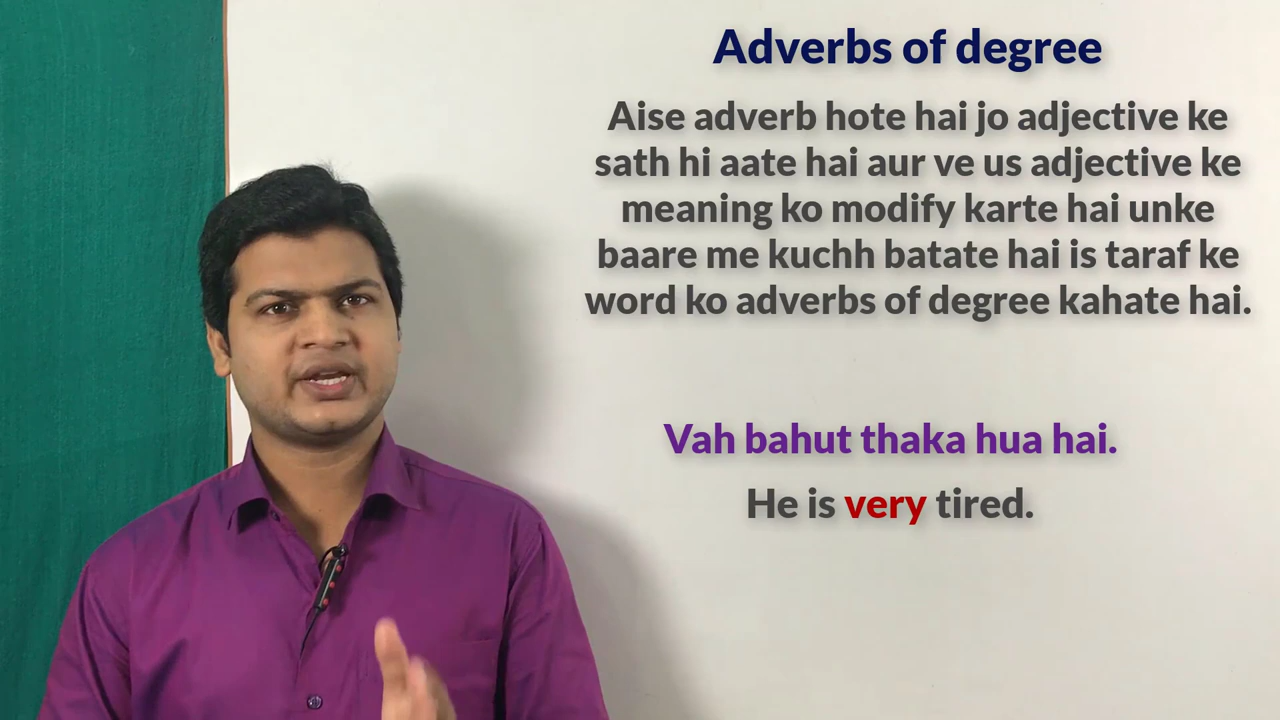 Adverbs of degree
Aise adverb hote hai jo adjective ke
sath hi aate hai aur ve us adjective ke
meaning ko modify karte hai unke
baare me kuchh batate hai is taraf ke
word ko adverbs of degree kahate hai.
Vah bahut thaka hua hai.
He is very tired.